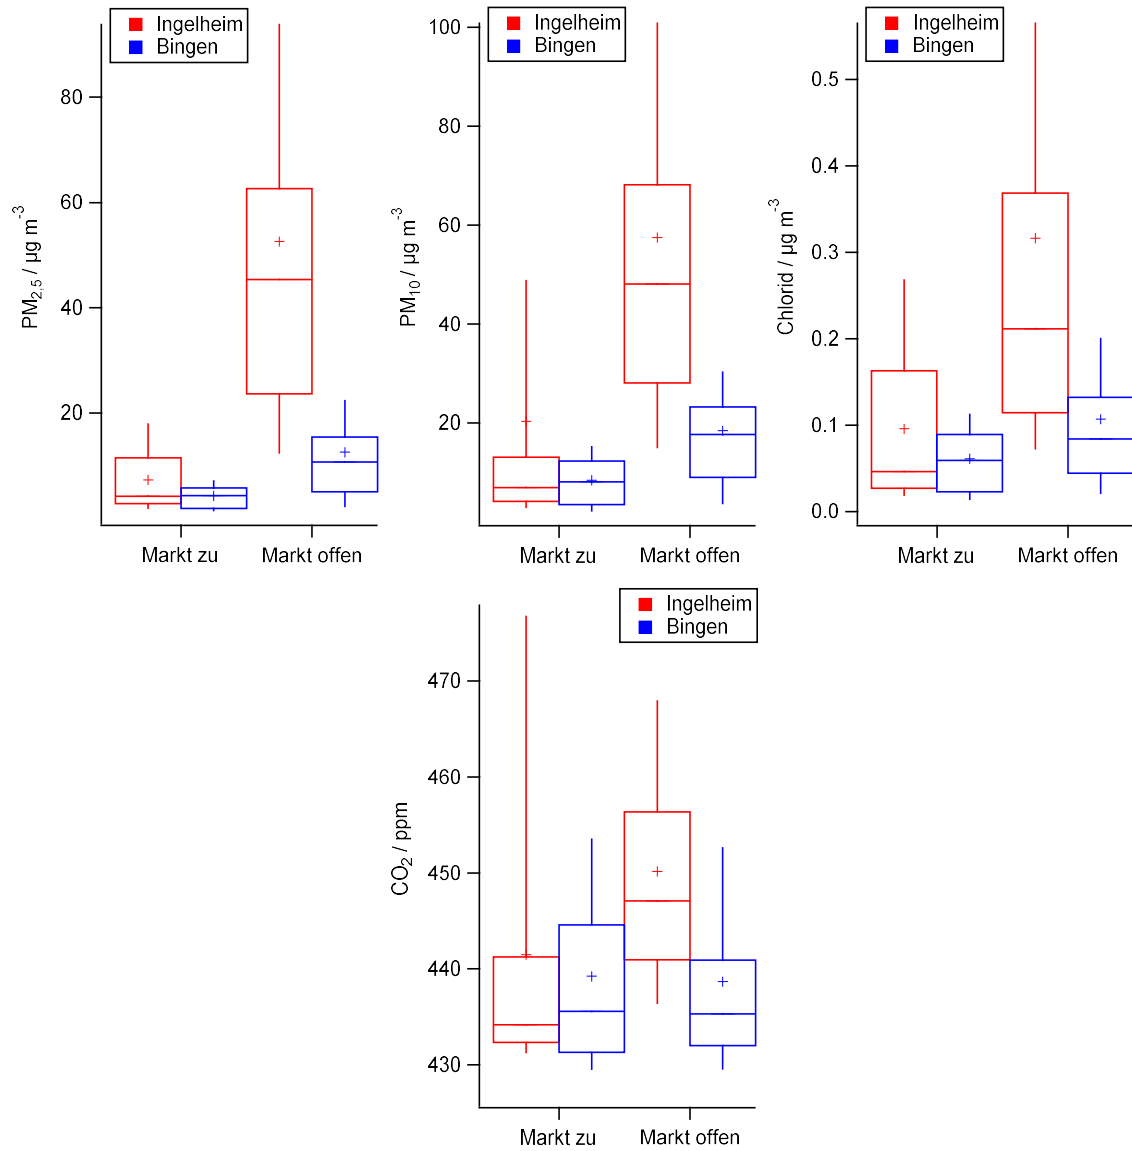 Ingelheim
Bingen
80
60
40
20
PM2,5 / µg m-3
Markt zu
Markt offen
Ingelheim
Bingen
100
80
60
40
20
PM10 / µg m-3
Markt zu
Markt offen
Ingelheim
Bingen
0.5
0.4
0.3
0.2
0.1
0.0
Chlorid / µg m-3
Markt zu
Markt offen
Ingelheim
Bingen
470
460
450
440
430
CO2 / ppm
Markt zu
Markt offen